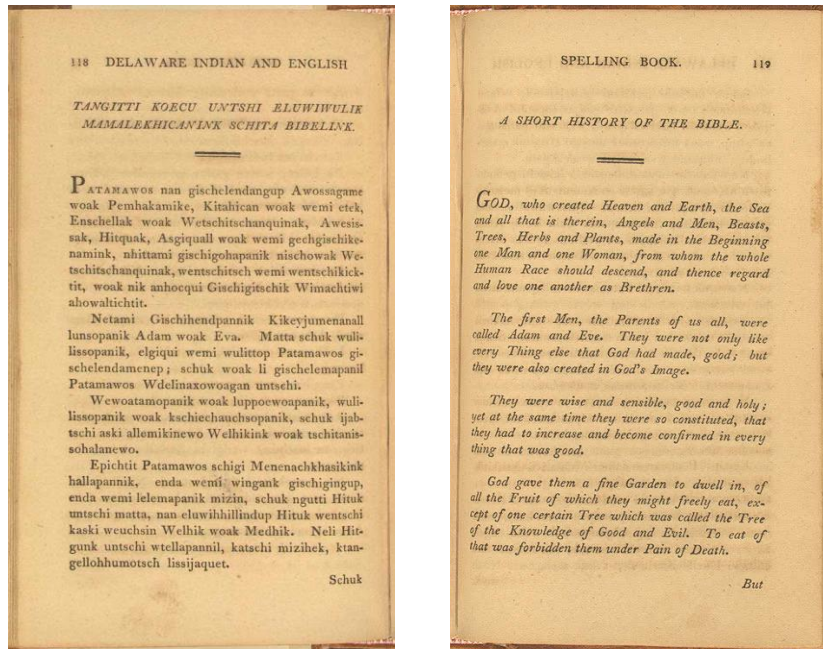 118 DELAWARE INDIAN AND ENGLISH
TANGITTI KOECU UNTSHI ELUWIWULIK
MAMALEKHICANINK SCHITA BIBELINK.
PATAMAWOS nan gischelendangup Awossagame
woak Pemhakamike, Kitahican woak wemi etek,
Enschellak woak Wetschitschanquinak, Awesis-
sak, Hitquak, Asgiquall woak wemi gechgischike-
namink, nhittami gischigohapanik nischowak We-
tschitschanquinak, wentschitsch wemi wentschikick-
tit, woak nik anhocqui Gischigitschik Wimachtiwi
ahowaltichtit.
Netami Gischihendpannik Kikeyjumenanall
lunsopanik Adam woak Eva. Matta schuk wuli-
lissopanik, elgiqui wemi wulittop Patamawos gi-
schelendamenep; schuk woak li gischelemapanil
Patamawos Wdelinaxowoagan untschi.
Wewoatamopanik woak luppoewoapanik, wuli-
lissopanik woak kschiechauchsopanik, schuk ijab-
tschi aski allemikinewo Welhikink woak tschitanis-
sohalanewo.
Epichtit Patamawos schigi Menenachkhasikink
hallapannik, enda wemi wingank gischigingup,
enda wemi lelemapanik mizin, schuk ngutti Hituk
untschi matta, nan eluwihhillindup Hituk wentschi
kaski weuchsin Welhik woak Medhik. Neli Hit-
gunk untschi wtellapannil, katschi mizihek, ktan-
gellohhumotsch lissijaquet.
Schuk
SPELLING BOOK. 119
A SHORT HISTORY OF THE BIBLE.
GOD, who created Heaven and Earth, the Sea
and all that is therein, Angels and Men, Beasts,
Trees, Herbs and Plants, made in the Beginning
one Man and one Woman, from whom the whole
Human Race should descend, and thence regard
and love one another as Brethren.
The first Men, the Parents of us all, were
called Adam and Eve. They were not only like
every Thing else that God had made, good; but
they were also created in God's Image.
They were wise and sensible, good and holy;
yet at the same time they were so constituted, that
they had to increase and become confirmed in every
thing that was good.
God gave them a fine Garden to dwell in, of
all the Fruit of which they might freely eat, ex-
cept of one certain Tree which was called the Tree
of the Knowledge of Good and Evil. To eat of
that was forbidden them under Pain of Death.
But